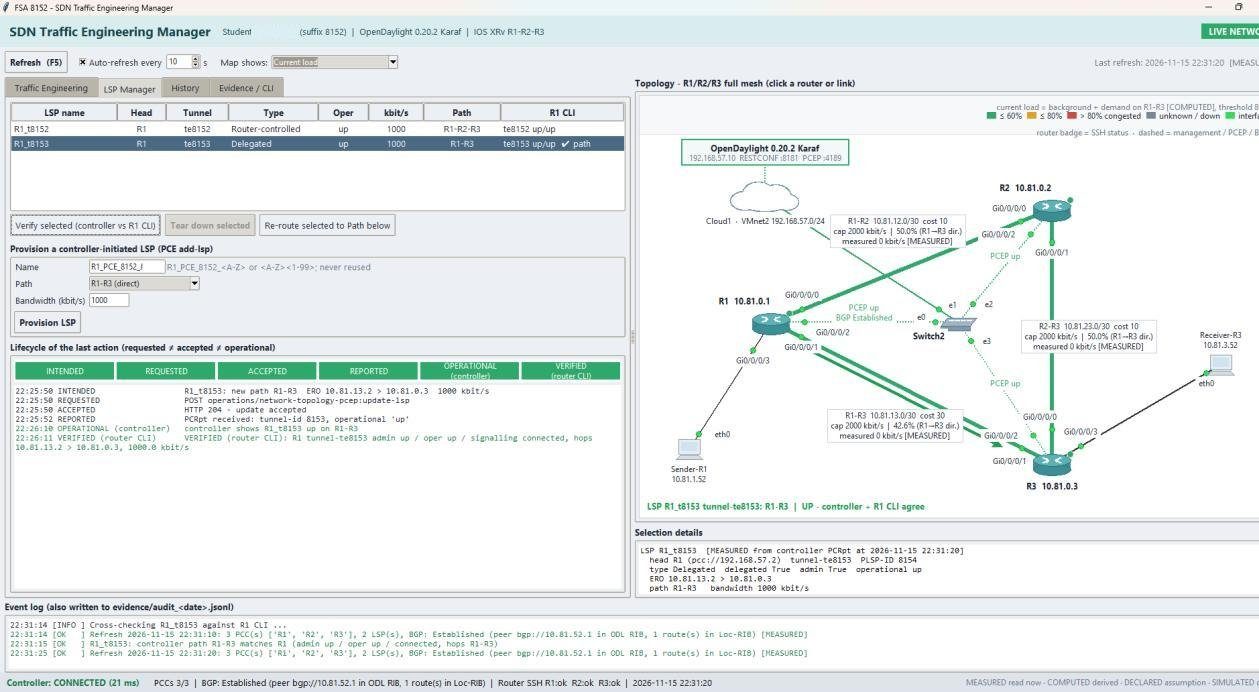 FSA 8152 - SDN Traffic Engineering Manager
SDN Traffic Engineering Manager
Student (suffix 8152) | OpenDaylight 0.20.2 Karaf | IOS XRv R1-R2-R3
LIVE NETWO
Refresh (F5)
Auto-refresh every 10 s
Map shows: Current load
Last refresh: 2026-11-15 22:31:20 [MEASU
Traffic Engineering
LSP Manager
History
Evidence / CLI
LSP name Head Tunnel Type Oper kbit/s Path R1 CLI
R1_t8152 R1 te8152 Router-controlled up 1000 R1-R2-R3 te8152 up/up
R1_t8153 R1 te8153 Delegated up 1000 R1-R3 te8153 up/up ✔ path
Verify selected (controller vs R1 CLI)
Tear down selected
Re-route selected to Path below
Provision a controller-initiated LSP (PCE add-lsp)
Name R1_PCE_8152_I R1_PCE_8152_<A-Z> or <A-Z><1-99>; never reused
Path R1-R3 (direct)
Bandwidth (kbit/s) 1000
Provision LSP
Lifecycle of the last action (requested ≠ accepted ≠ operational)
INTENDED
REQUESTED
ACCEPTED
REPORTED
OPERATIONAL
(controller)
VERIFIED
(router CLI)
22:25:50 INTENDED R1_t8153: new path R1-R3 ERO 10.81.13.2 > 10.81.0.3 1000 kbit/s
22:25:50 REQUESTED POST operations/network-topology-pcep:update-lsp
22:25:50 ACCEPTED HTTP 204 - update accepted
22:25:52 REPORTED PCRpt received: tunnel-id 8153, operational 'up'
22:26:10 OPERATIONAL (controller) controller shows R1_t8153 up on R1-R3
22:26:11 VERIFIED (router CLI) VERIFIED (router CLI): R1 tunnel-te8153 admin up / oper up / signalling connected, hops
10.81.13.2 > 10.81.0.3, 1000.0 kbit/s
Topology - R1/R2/R3 full mesh (click a router or link)
current load = background + demand on R1-R3 [COMPUTED], threshold 8
≤ 60% ≤ 80% > 80% congested unknown / down interfa
router badge = SSH status - dashed = management / PCEP / B
OpenDaylight 0.20.2 Karaf
192.168.57.10 RESTCONF :8181 PCEP :4189
Cloud1 · VMnet2 192.168.57.0/24
R2 10.81.0.2
Gi0/0/0/0
R1-R2 10.81.12.0/30 cost 10
cap 2000 kbit/s | 50.0% (R1→R3 dir.)
measured 0 kbit/s [MEASURED]
Gi0/0/0/2
Gi0/0/0/1
PCEP up
R1 10.81.0.1
Gi0/0/0/0
PCEP up
BGP Established
e0
e1
e2
e3
Switch2
Gi0/0/0/2
Gi0/0/0/1
Gi0/0/0/3
R2-R3 10.81.23.0/30 cost 10
cap 2000 kbit/s | 50.0% (R1→R3 dir.)
measured 0 kbit/s [MEASURED]
Receiver-R3
10.81.3.52
eth0
PCEP up
R1-R3 10.81.13.0/30 cost 30
cap 2000 kbit/s | 42.6% (R1→R3 dir.)
measured 0 kbit/s [MEASURED]
Gi0/0/0/0
Gi0/0/0/2
Gi0/0/0/3
Gi0/0/0/1
eth0
Sender-R1
10.81.1.52
R3 10.81.0.3
LSP R1_t8153 tunnel-te8153: R1-R3 | UP - controller + R1 CLI agree
Selection details
LSP R1_t8153 [MEASURED from controller PCRpt at 2026-11-15 22:31:20]
head R1 (pcc://192.168.57.2) tunnel-te8153 PLSP-ID 8154
type Delegated delegated True admin True operational up
ERO 10.81.13.2 > 10.81.0.3
path R1-R3 bandwidth 1000 kbit/s
Event log (also written to evidence/audit_<date>.jsonl)
22:31:14 [INFO ] Cross-checking R1_t8153 against R1 CLI ...
22:31:14 [OK ] Refresh 2026-11-15 22:31:10: 3 PCC(s) ['R1', 'R2', 'R3'], 2 LSP(s), BGP: Established (peer bgp://10.81.52.1 in ODL RIB, 1 route(s) in Loc-RIB) [MEASURED]
22:31:15 [OK ] R1_t8153: controller path R1-R3 matches R1 (admin up / oper up / connected, hops R1-R3)
22:31:25 [OK ] Refresh 2026-11-15 22:31:20: 3 PCC(s) ['R1', 'R2', 'R3'], 2 LSP(s), BGP: Established (peer bgp://10.81.52.1 in ODL RIB, 1 route(s) in Loc-RIB) [MEASURED]
Controller: CONNECTED (21 ms) PCCs 3/3 | BGP: Established (peer bgp://10.81.52.1 in ODL RIB, 1 route(s) in Loc-RIB) | Router SSH R1:ok R2:ok R3:ok | 2026-11-15 22:31:20
MEASURED read now - COMPUTED derived - DECLARED assumption - SIMULATED o